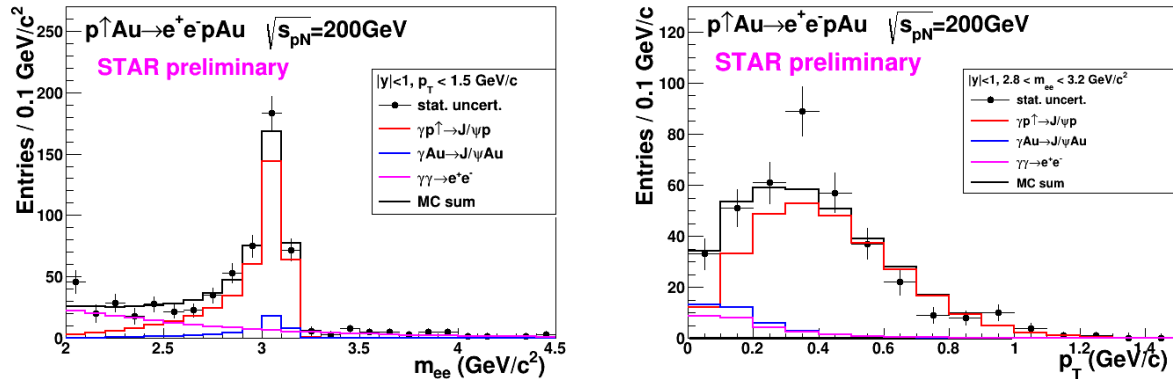 p↑Au→e⁺e⁻pAu √s_pN=200GeV
STAR preliminary
|y|<1, p_T < 1.5 GeV/c
stat. uncert.
γp↑→J/ψp
γAu→J/ψAu
γγ→e⁺e⁻
MC sum
Entries / 0.1 GeV/c²
250
200
150
100
50
0
2 2.5 3 3.5 4 4.5
m_ee (GeV/c²)
p↑Au→e⁺e⁻pAu √s_pN=200GeV
STAR preliminary
|y|<1, 2.8 < m_ee < 3.2 GeV/c²
stat. uncert.
γp↑→J/ψp
γAu→J/ψAu
γγ→e⁺e⁻
MC sum
Entries / 0.1 GeV/c
120
100
80
60
40
20
0
0 0.2 0.4 0.6 0.8 1 1.2 1.4
p_T (GeV/c)